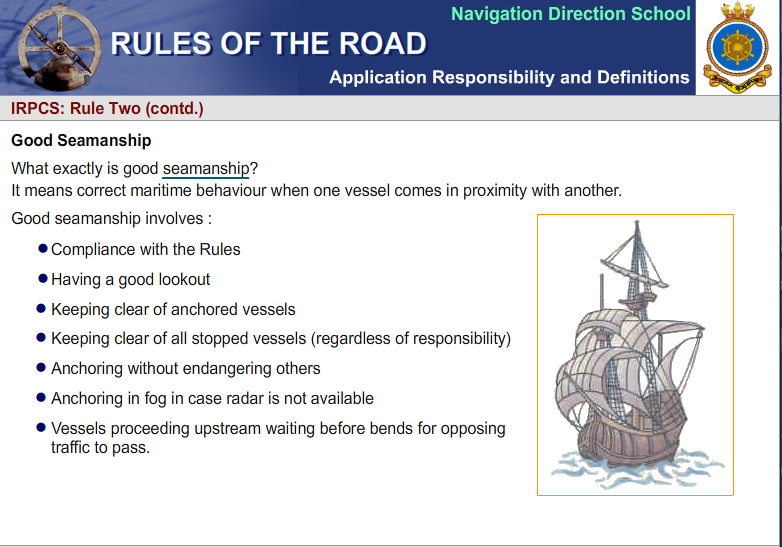 Navigation Direction School
RULES OF THE ROAD
Application Responsibility and Definitions
IRPCS: Rule Two (contd.)
Good Seamanship
What exactly is good seamanship?
It means correct maritime behaviour when one vessel comes in proximity with another.
Good seamanship involves :
Compliance with the Rules
Having a good lookout
Keeping clear of anchored vessels
Keeping clear of all stopped vessels (regardless of responsibility)
Anchoring without endangering others
Anchoring in fog in case radar is not available
Vessels proceeding upstream waiting before bends for opposing
traffic to pass.